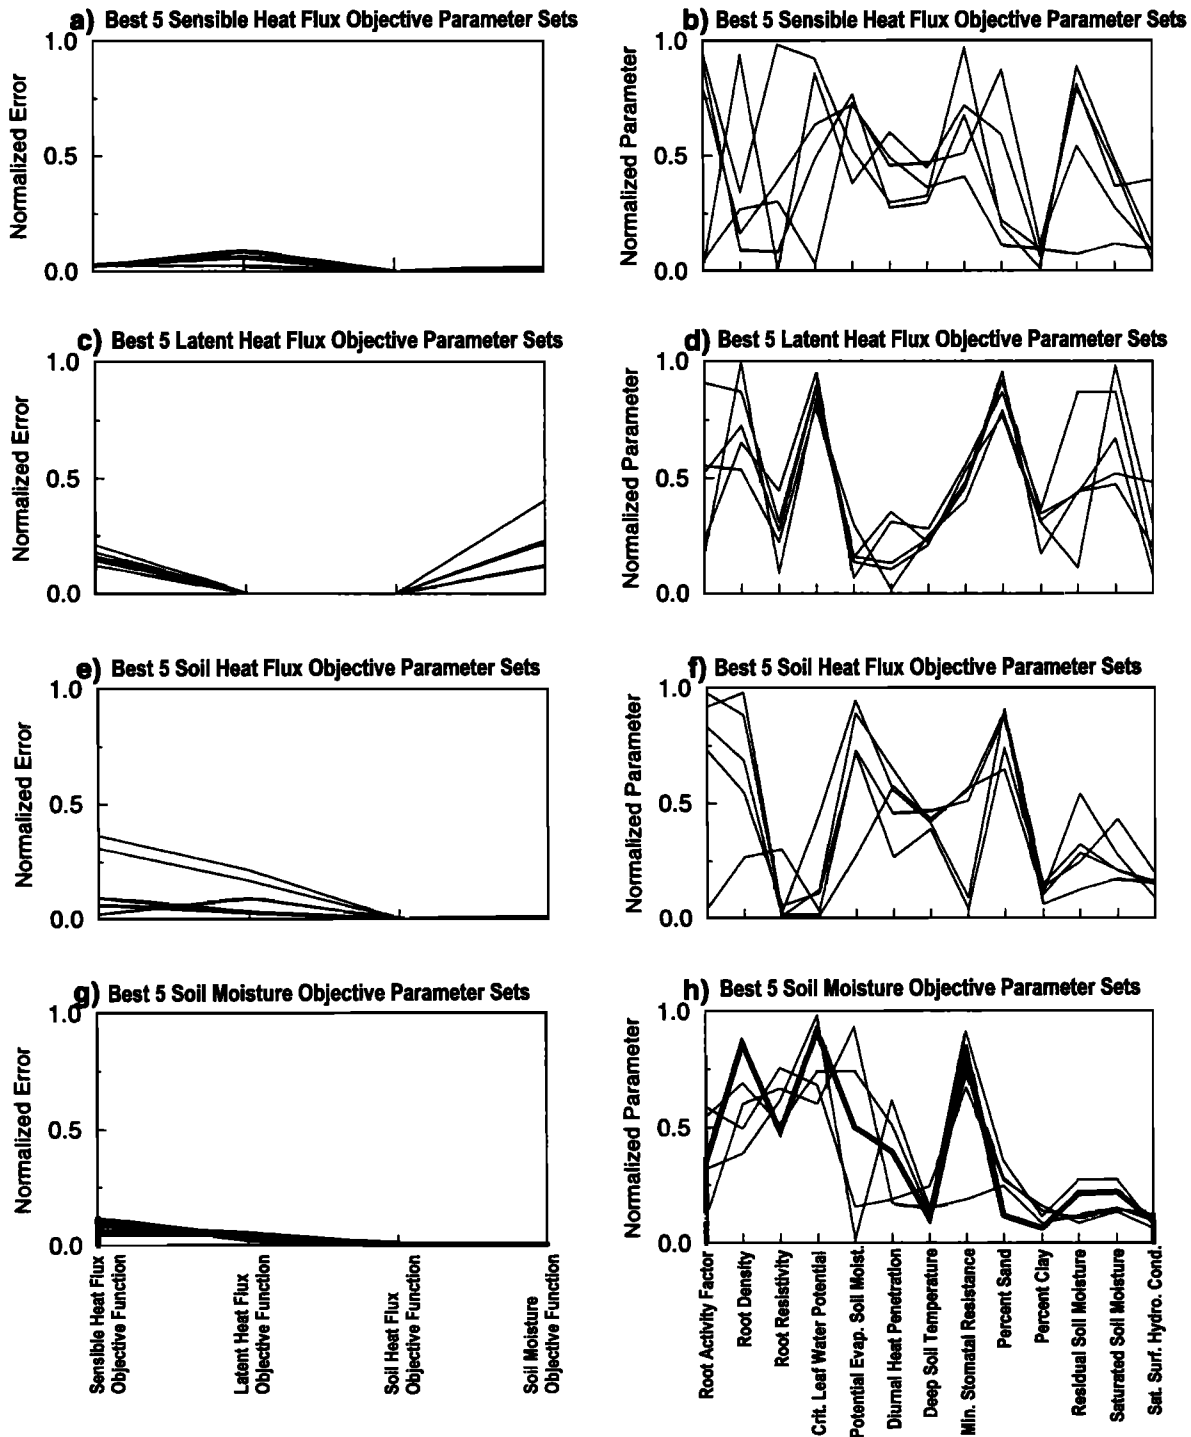 a) Best 5 Sensible Heat Flux Objective Parameter Sets
1.0
0.5
0.0
Normalized Error
b) Best 5 Sensible Heat Flux Objective Parameter Sets
1.0
0.5
0.0
Normalized Parameter
c) Best 5 Latent Heat Flux Objective Parameter Sets
1.0
0.5
0.0
Normalized Error
d) Best 5 Latent Heat Flux Objective Parameter Sets
1.0
0.5
0.0
Normalized Parameter
e) Best 5 Soil Heat Flux Objective Parameter Sets
1.0
0.5
0.0
Normalized Error
f) Best 5 Soil Heat Flux Objective Parameter Sets
1.0
0.5
0.0
Normalized Parameter
g) Best 5 Soil Moisture Objective Parameter Sets
1.0
0.5
0.0
Normalized Error
Sensible Heat Flux
Objective Function
Latent Heat Flux
Objective Function
Soil Heat Flux
Objective Function
Soil Moisture
Objective Function
h) Best 5 Soil Moisture Objective Parameter Sets
1.0
0.5
0.0
Normalized Parameter
Root Activity Factor
Root Density
Root Resistivity
Crit. Leaf Water Potential
Potential Evap. Soil Moist.
Diurnal Heat Penetration
Deep Soil Temperature
Min. Stomatal Resistance
Percent Sand
Percent Clay
Residual Soil Moisture
Saturated Soil Moisture
Sat. Surf. Hydro. Cond.